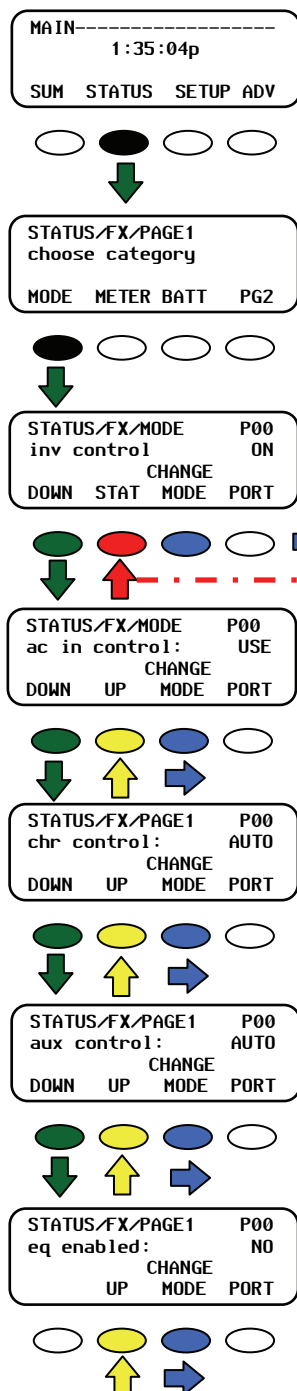 MAIN--------------------
1:35:04p
SUM STATUS SETUP ADV
STATUS/FX/PAGE1
choose category
MODE METER BATT PG2
STATUS/FX/MODE P00
inv control ON
CHANGE
DOWN STAT MODE PORT
STATUS/FX/MODE P00
ac in control: USE
CHANGE
DOWN UP MODE PORT
STATUS/FX/PAGE1 P00
chr control: AUTO
CHANGE
DOWN UP MODE PORT
STATUS/FX/PAGE1 P00
aux control: AUTO
CHANGE
DOWN UP MODE PORT
STATUS/FX/PAGE1 P00
eq enabled: NO
CHANGE
UP MODE PORT